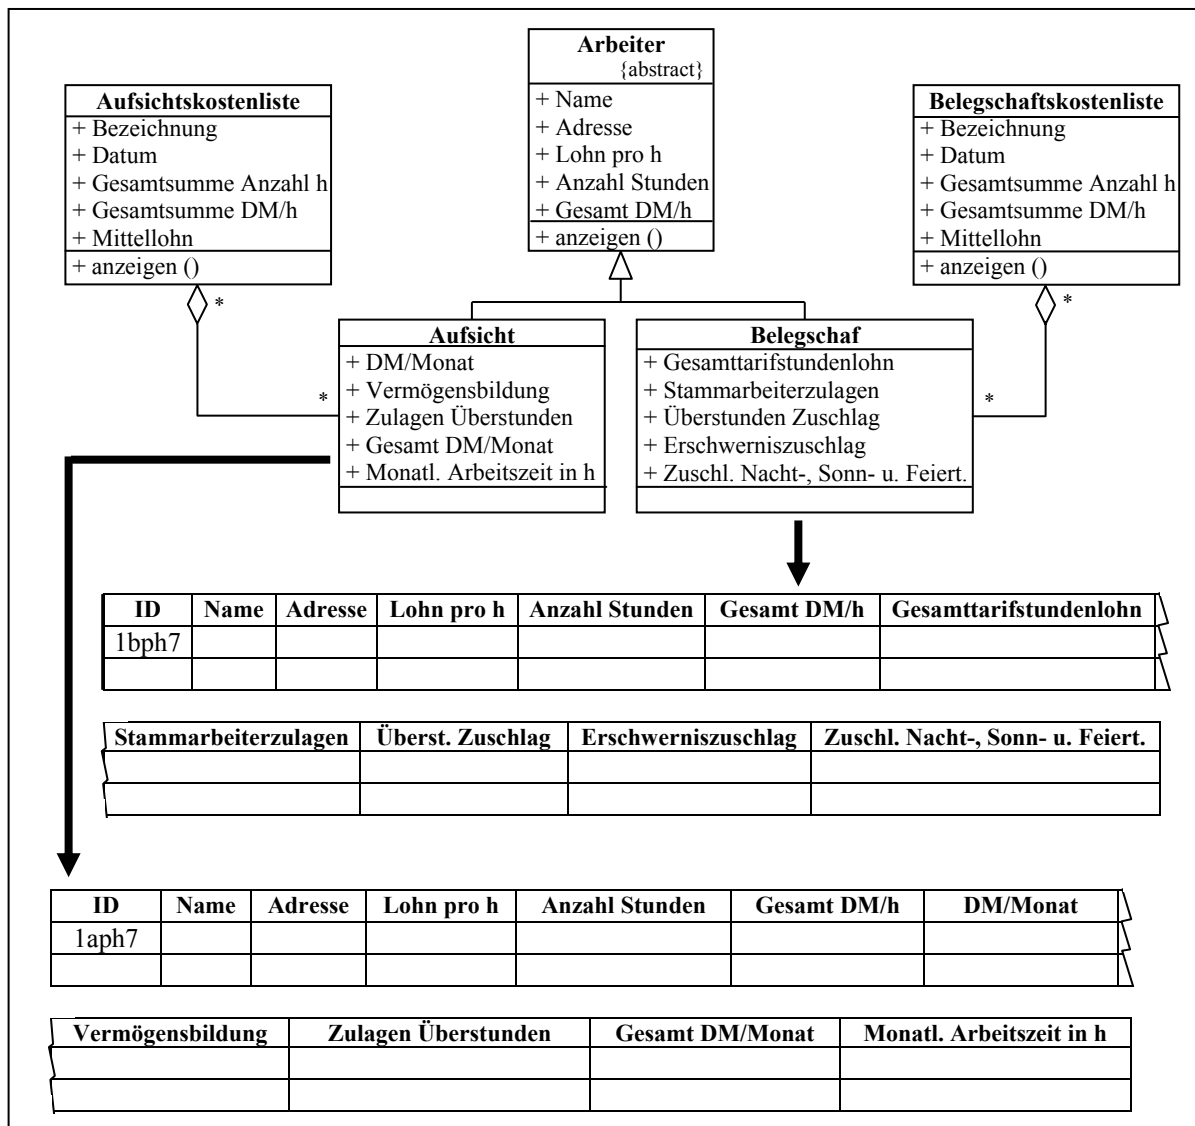 Arbeiter
{abstract}
+ Name
+ Adresse
+ Lohn pro h
+ Anzahl Stunden
+ Gesamt DM/h
+ anzeigen ()
Aufsichtskostenliste
+ Bezeichnung
+ Datum
+ Gesamtsumme Anzahl h
+ Gesamtsumme DM/h
+ Mittellohn
+ anzeigen ()
*
*
Belegschaftskostenliste
+ Bezeichnung
+ Datum
+ Gesamtsumme Anzahl h
+ Gesamtsumme DM/h
+ Mittellohn
+ anzeigen ()
*
*
Aufsicht
+ DM/Monat
+ Vermögensbildung
+ Zulagen Überstunden
+ Gesamt DM/Monat
+ Monatl. Arbeitszeit in h
Belegschaf
+ Gesamttarifstundenlohn
+ Stammarbeiterzulagen
+ Überstunden Zuschlag
+ Erschwerniszuschlag
+ Zuschl. Nacht-, Sonn- u. Feiert.
ID Name Adresse Lohn pro h Anzahl Stunden Gesamt DM/h Gesamttarifstundenlohn
1bph7
Stammarbeiterzulagen Überst. Zuschlag Erschwerniszuschlag Zuschl. Nacht-, Sonn- u. Feiert.
ID Name Adresse Lohn pro h Anzahl Stunden Gesamt DM/h DM/Monat
1aph7
Vermögensbildung Zulagen Überstunden Gesamt DM/Monat Monatl. Arbeitszeit in h